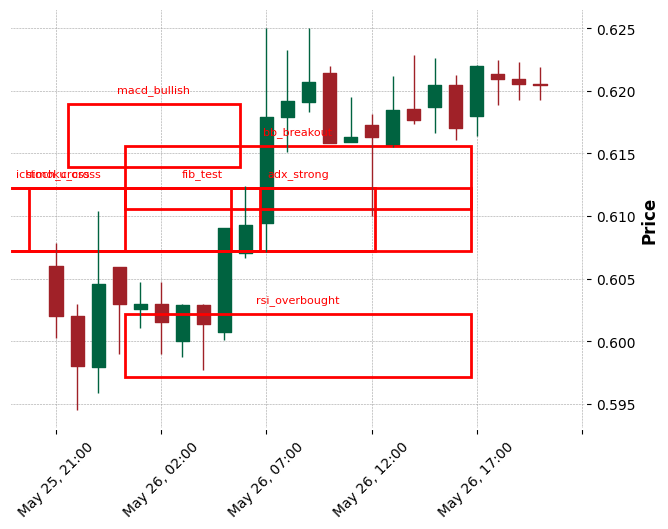 0.625
macd_bullish
0.620
0.615
fib_test
adx_strong
0.610
Price
0.605
rsi_overbought
0.600
0.595
May 25, 21:00
May 26, 02:00
May 26, 07:00
May 26, 12:00
May 26, 17:00